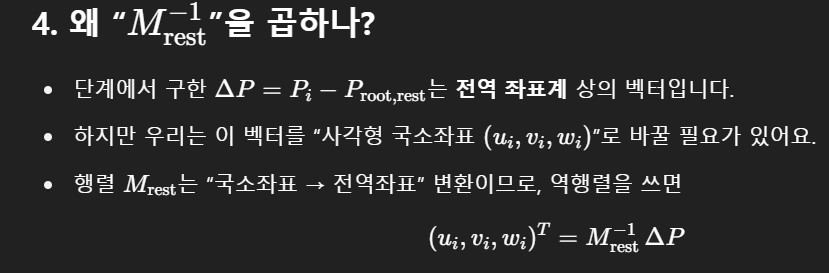 4. 왜 “$M_{\text{rest}}^{-1}$”을 곱하나?
• 단계에서 구한 $\Delta P = P_i - P_{\text{root,rest}}$는 전역 좌표계 상의 벡터입니다.
• 하지만 우리는 이 벡터를 “사각형 국소좌표 $(u_i, v_i, w_i)$”로 바꿀 필요가 있어요.
• 행렬 $M_{\text{rest}}$는 “국소좌표 → 전역좌표” 변환이므로, 역행렬을 쓰면
$(u_i, v_i, w_i)^T = M_{\text{rest}}^{-1} \, \Delta P$